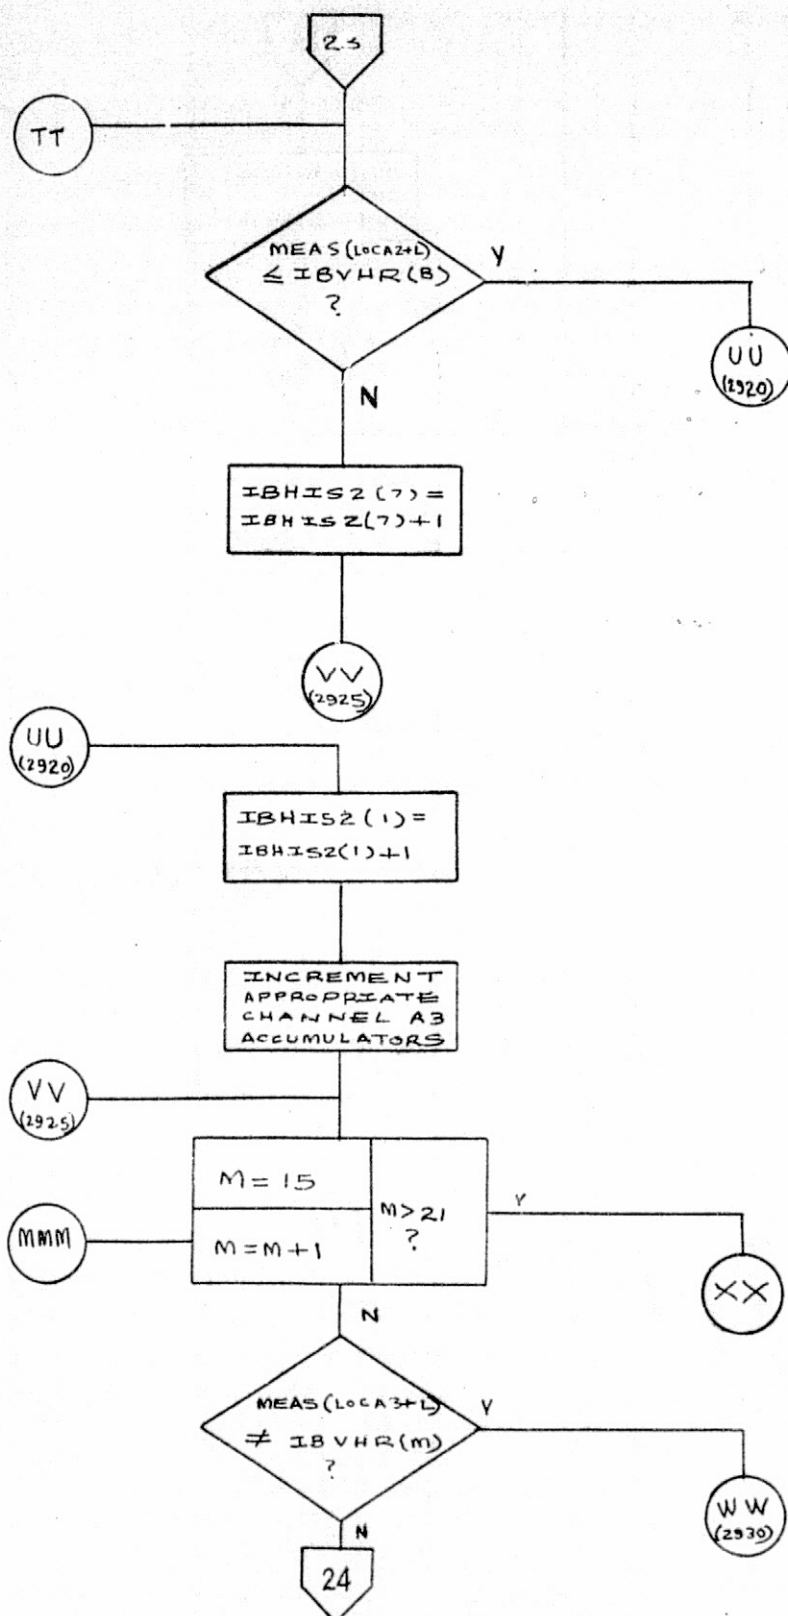 23
TT
MEAS(LOCA2+L)
≤ IBVHR(B)
?
Y
UU
(2920)
N
IBHIS2(7)=
IBHIS2(7)+1
VV
(2925)
UU
(2920)
IBHIS2(1)=
IBHIS2(1)+1
INCREMENT
APPROPRIATE
CHANNEL A3
ACCUMULATORS
VV
(2925)
M = 15
M > 21
?
Y
MMM
M = M + 1
XX
N
MEAS(LOCA3+L)
≠ IBVHR(M)
?
Y
WW
(2930)
N
24